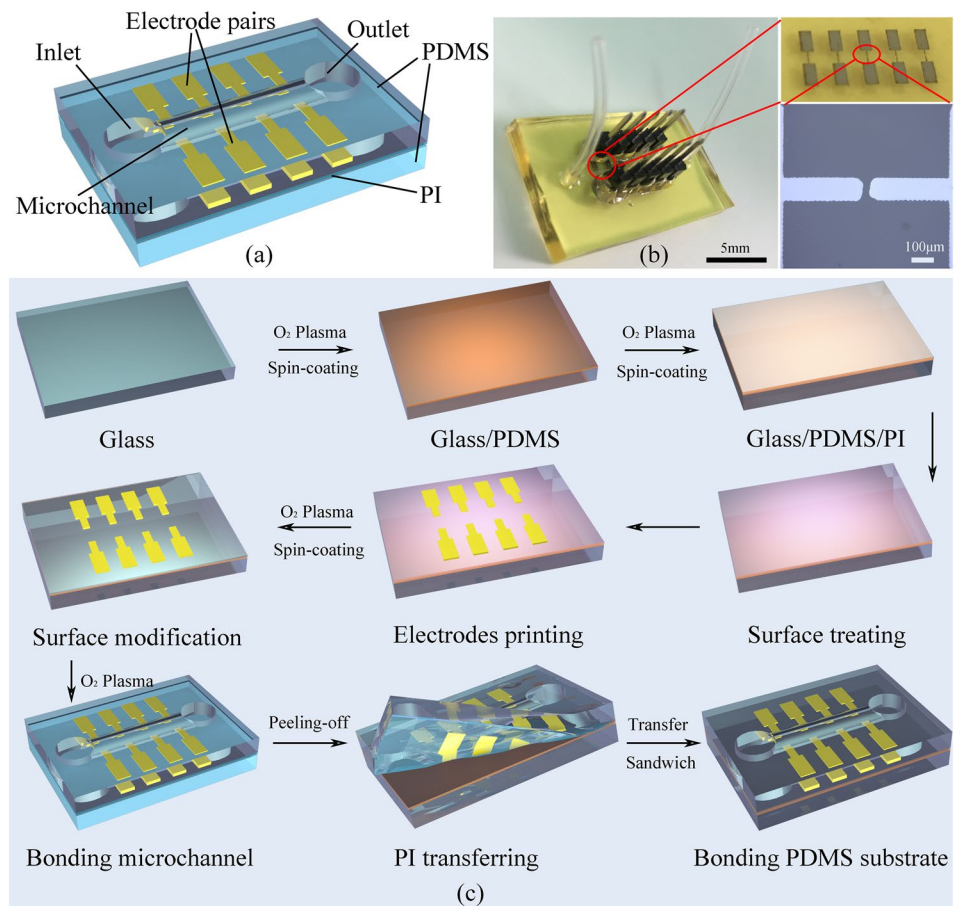 Electrode pairs
Inlet
Outlet
PDMS
Microchannel
PI
(a)
(b)
5mm
100μm
O₂ Plasma
Spin-coating
O₂ Plasma
Spin-coating
Glass
Glass/PDMS
Glass/PDMS/PI
O₂ Plasma
Spin-coating
Surface modification
Electrodes printing
Surface treating
O₂ Plasma
Peeling-off
Transfer
Sandwich
Bonding microchannel
PI transferring
Bonding PDMS substrate
(c)